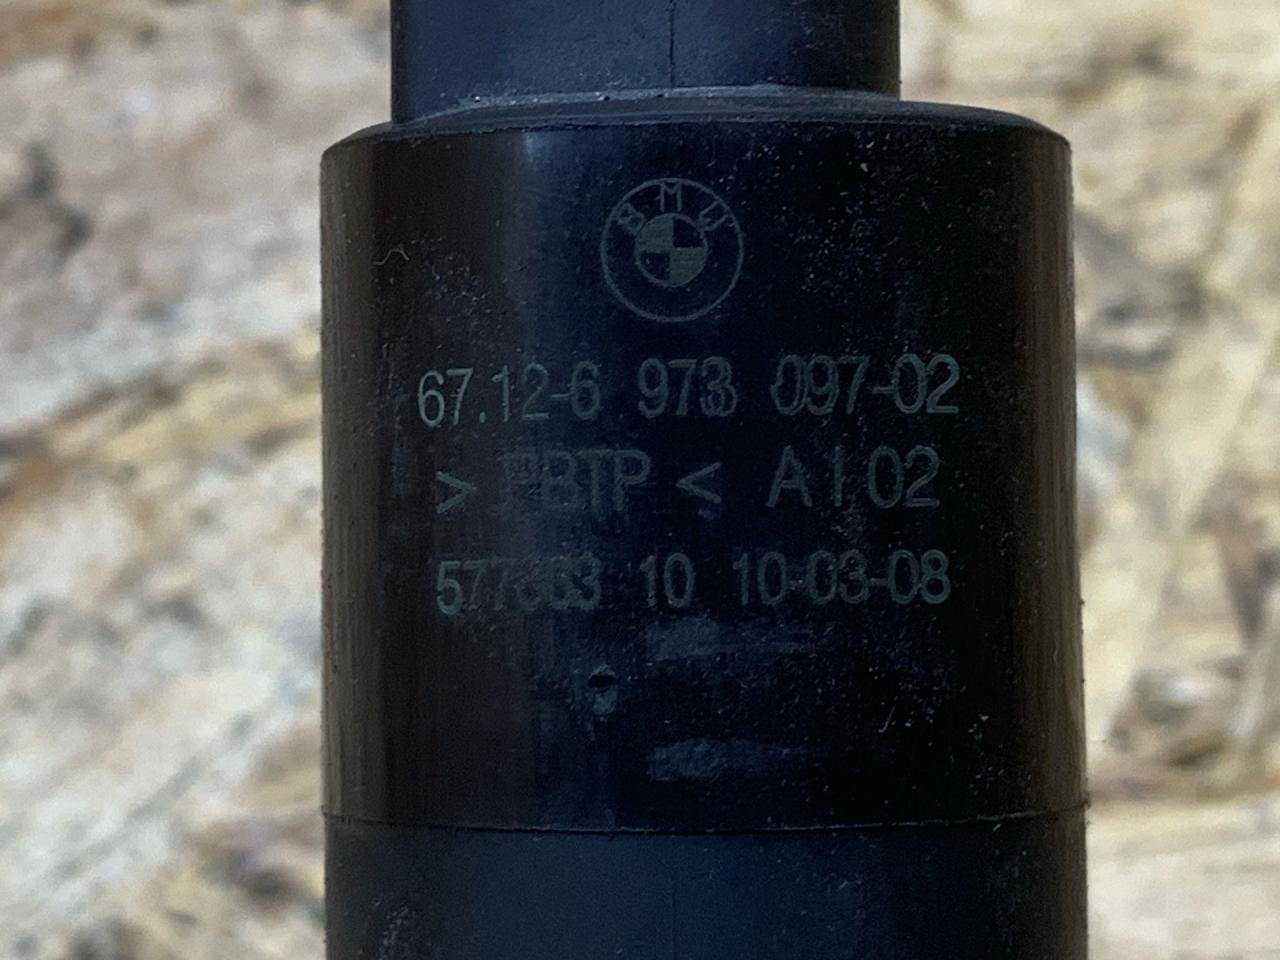 BMW
67.12-6 973 097-02
> PBTP < A I 02
10 10-03-08